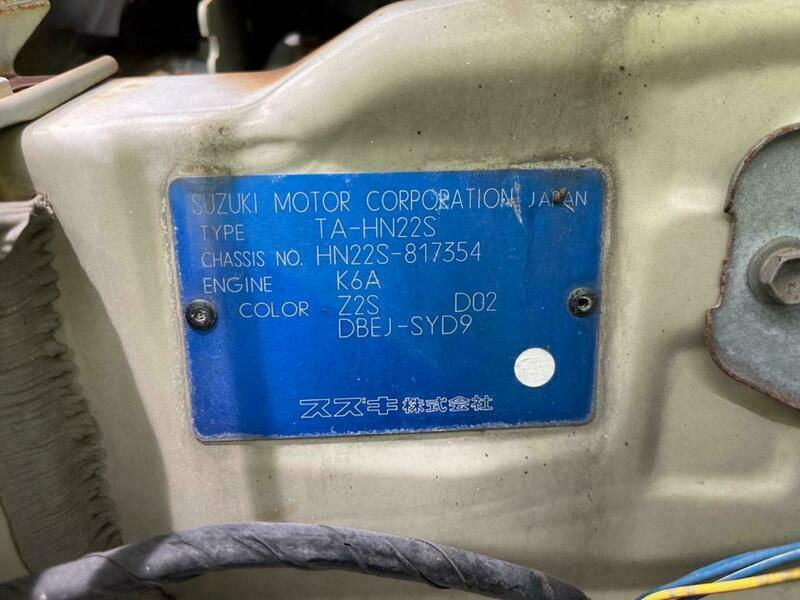 SUZUKI MOTOR CORPORATION JAPAN
TYPE TA-HN22S
CHASSIS NO. HN22S-817354
ENGINE K6A
COLOR Z2S D02
DBEJ-SYD9
スズキ株式会社